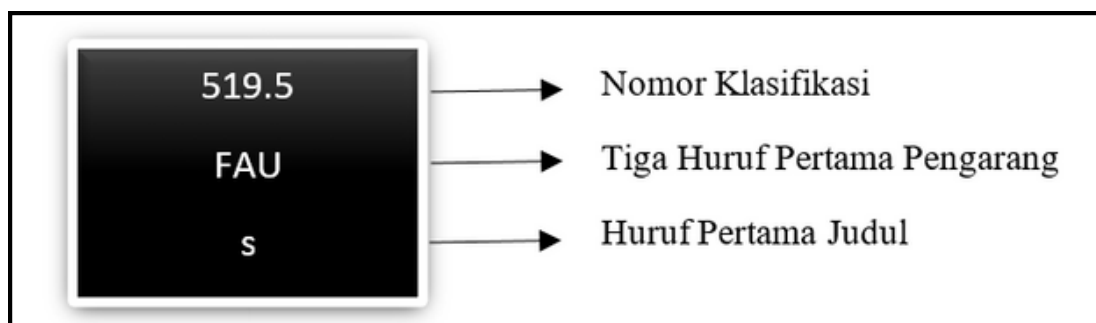 519.5 Nomor Klasifikasi
FAU Tiga Huruf Pertama Pengarang
s Huruf Pertama Judul